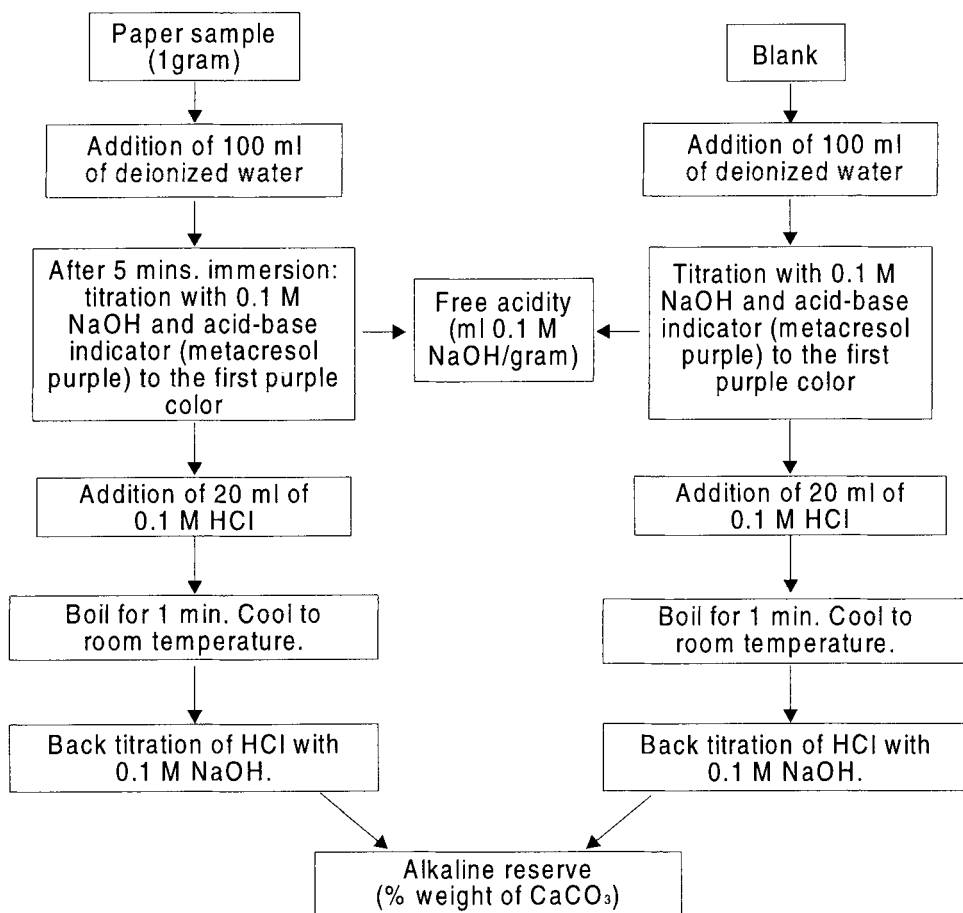 Paper sample
(1gram)
Addition of 100 ml
of deionized water
After 5 mins. immersion:
titration with 0.1 M
NaOH and acid-base
indicator (metacresol
purple) to the first purple
color
Addition of 20 ml of
0.1 M HCl
Boil for 1 min. Cool to
room temperature.
Back titration of HCl with
0.1 M NaOH.
Free acidity
(ml 0.1 M
NaOH/gram)
Blank
Addition of 100 ml
of deionized water
Titration with 0.1 M
NaOH and acid-base
indicator (metacresol
purple) to the first
purple color
Addition of 20 ml of
0.1 M HCl
Boil for 1 min. Cool to
room temperature.
Back titration of HCl with
0.1 M NaOH.
Alkaline reserve
(% weight of CaCO₃)